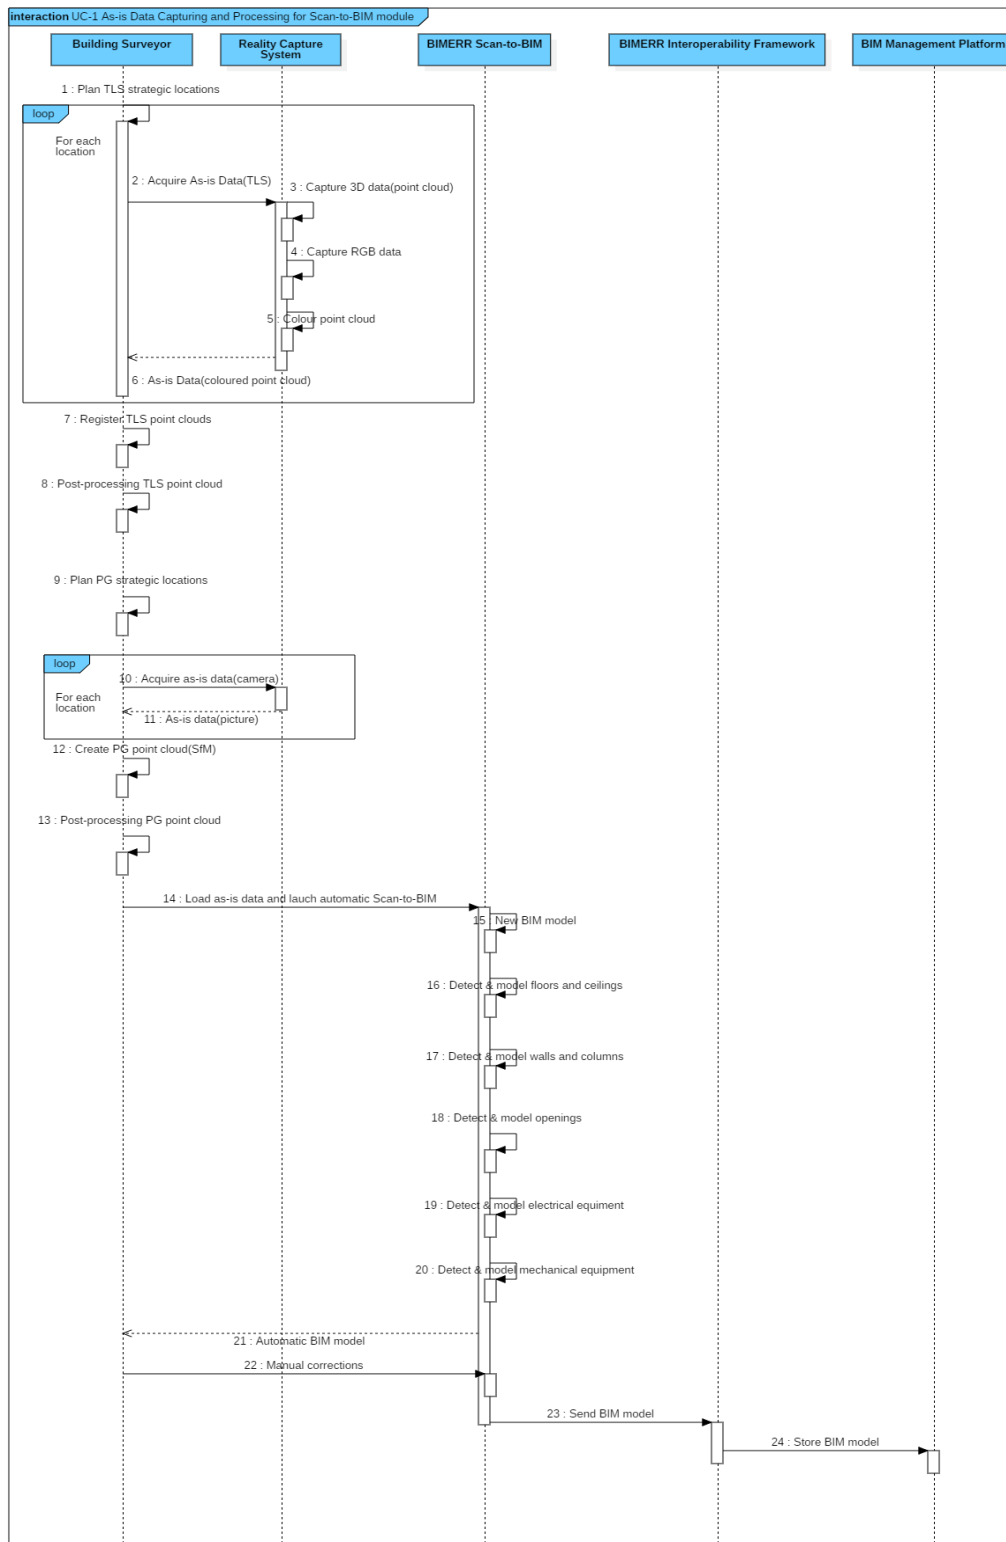 interaction UC-1 As-is Data Capturing and Processing for Scan-to-BIM module
Building Surveyor
Reality Capture
System
BIMERR Scan-to-BIM
BIMERR Interoperability Framework
BIM Management Platform
1 : Plan TLS strategic locations
loop
For each
location
2 : Acquire As-is Data(TLS)
3 : Capture 3D data(point cloud)
4 : Capture RGB data
5 : Colour point cloud
6 : As-is Data(coloured point cloud)
7 : Register TLS point clouds
8 : Post-processing TLS point cloud
9 : Plan PG strategic locations
loop
For each
location
10 : Acquire as-is data(camera)
11 : As-is data(picture)
12 : Create PG point cloud(SfM)
13 : Post-processing PG point cloud
14 : Load as-is data and lauch automatic Scan-to-BIM
15 : New BIM model
16 : Detect & model floors and ceilings
17 : Detect & model walls and columns
18 : Detect & model openings
19 : Detect & model electrical equiment
20 : Detect & model mechanical equipment
21 : Automatic BIM model
22 : Manual corrections
23 : Send BIM model
24 : Store BIM model